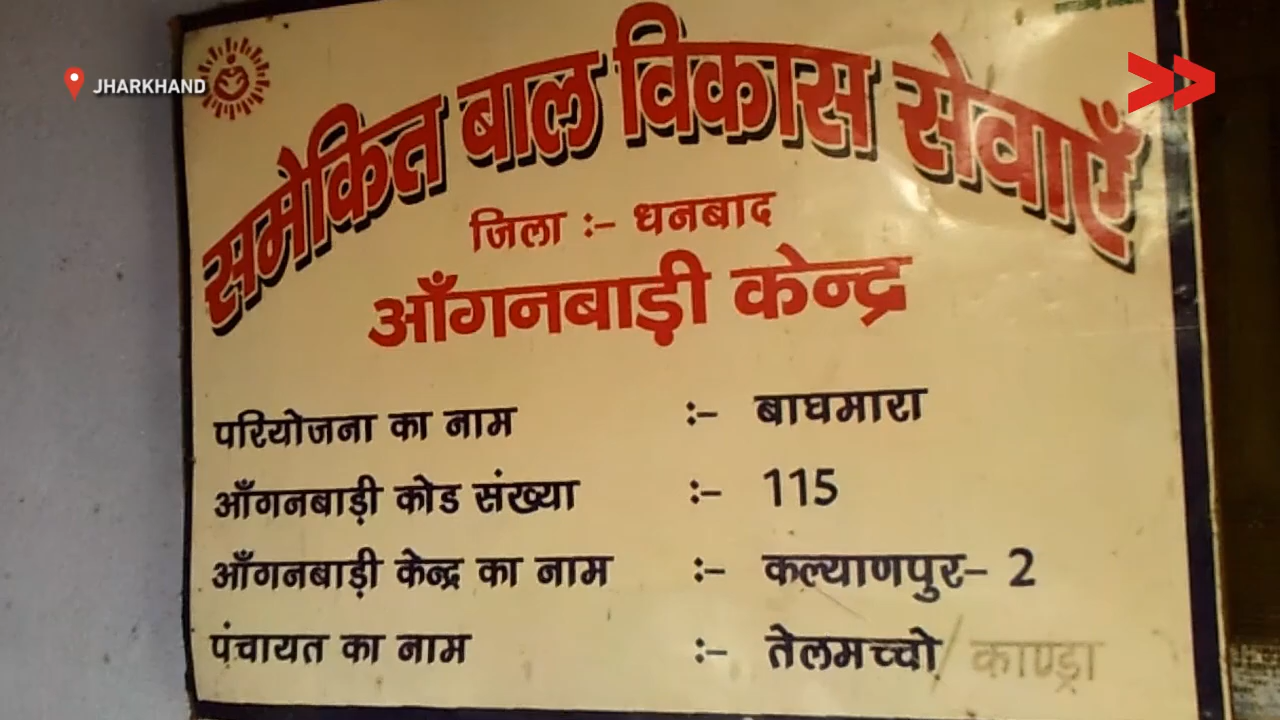 JHARKHAND
समेकित बाल विकास सेवाएँ
जिला :- धनबाद
आँगनबाड़ी केन्द्र
परियोजना का नाम :- बाघमारा
आँगनबाड़ी कोड संख्या :- 115
आँगनबाड़ी केन्द्र का नाम :- कल्याणपुर- 2
पंचायत का नाम :- तेलमच्चो/ काण्ड्रा